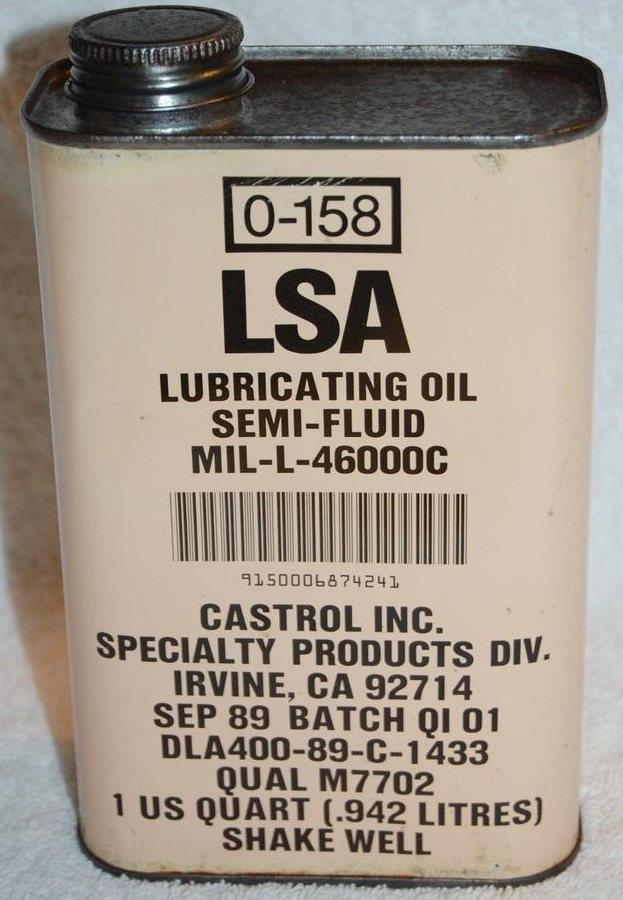 O-158
LSA
LUBRICATING OIL
SEMI-FLUID
MIL-L-46000C
9150006874241
CASTROL INC.
SPECIALTY PRODUCTS DIV.
IRVINE, CA 92714
SEP 89 BATCH QI 01
DLA400-89-C-1433
QUAL M7702
1 US QUART (.942 LITRES)
SHAKE WELL